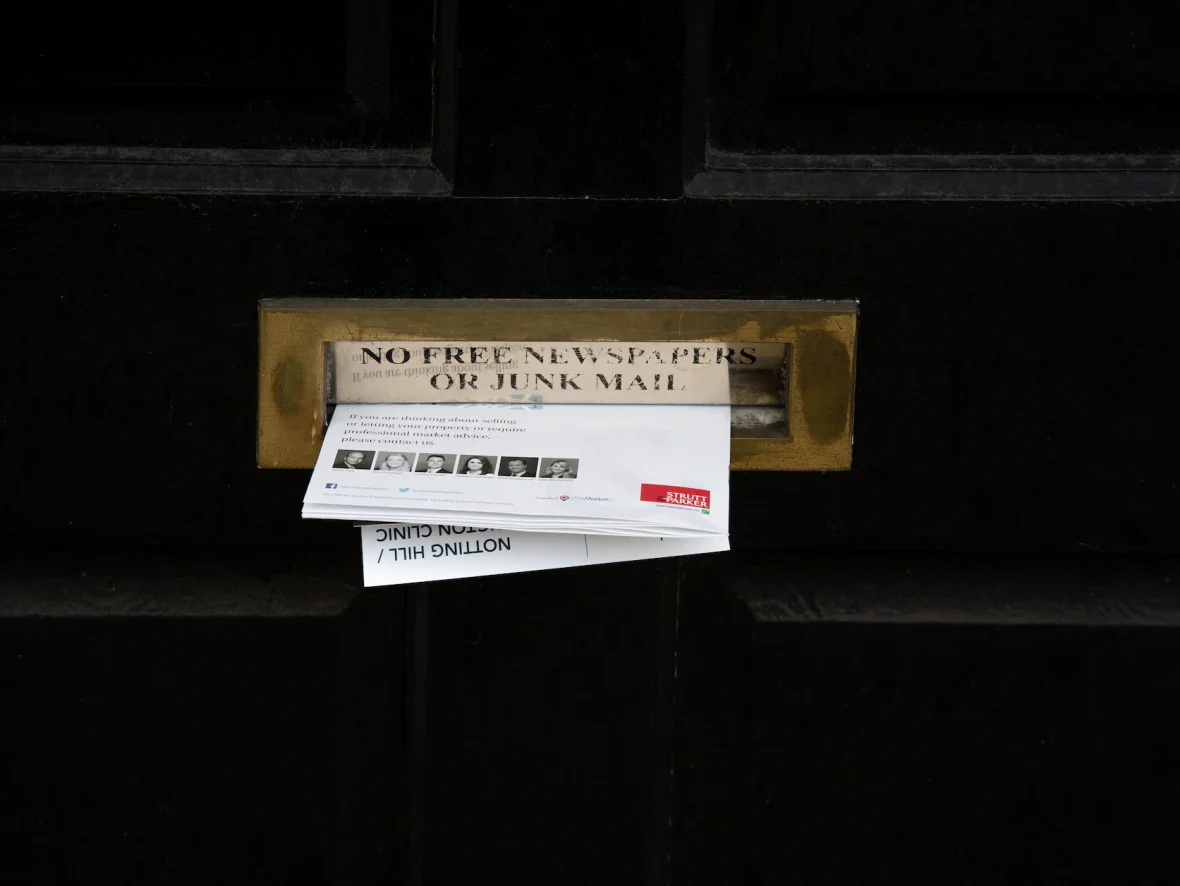 NO FREE NEWSPAPERS
OR JUNK MAIL
If you are thinking about selling
or letting your property or require
professional market advice,
please contact us.
STRUTT
&PARKER
NOTTING HILL /
CLINIC